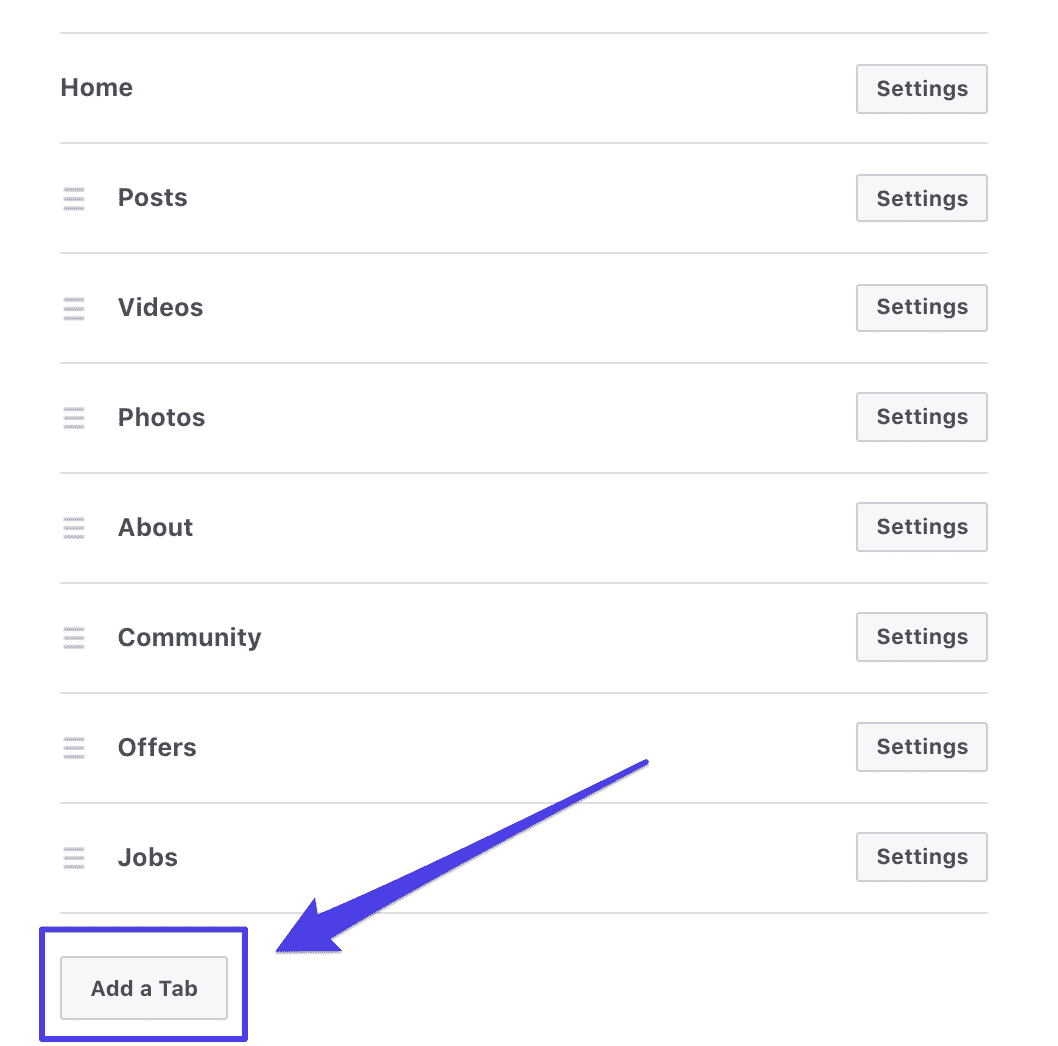 Home Settings
Posts Settings
Videos Settings
Photos Settings
About Settings
Community Settings
Offers Settings
Jobs Settings
Add a Tab